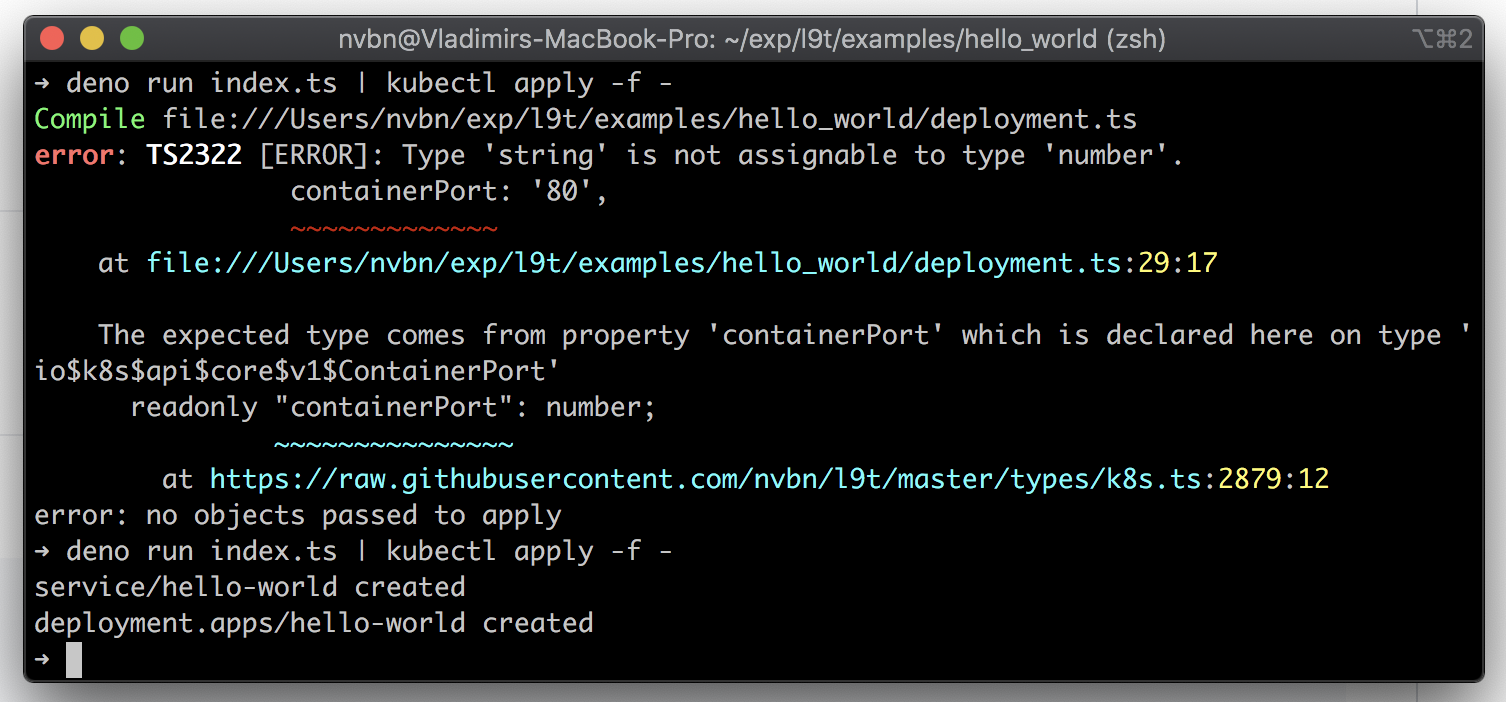 nvbn@Vladimirs-MacBook-Pro: ~/exp/l9t/examples/hello_world (zsh) ⌥⌘2
➜ deno run index.ts | kubectl apply -f -
Compile file:///Users/nvbn/exp/l9t/examples/hello_world/deployment.ts
error: TS2322 [ERROR]: Type 'string' is not assignable to type 'number'.
                containerPort: '80',
                ~~~~~~~~~~~~~
    at file:///Users/nvbn/exp/l9t/examples/hello_world/deployment.ts:29:17

    The expected type comes from property 'containerPort' which is declared here on type '
io$k8s$api$core$v1$ContainerPort'
      readonly "containerPort": number;
               ~~~~~~~~~~~~~~~
        at https://raw.githubusercontent.com/nvbn/l9t/master/types/k8s.ts:2879:12
error: no objects passed to apply
➜ deno run index.ts | kubectl apply -f -
service/hello-world created
deployment.apps/hello-world created
➜